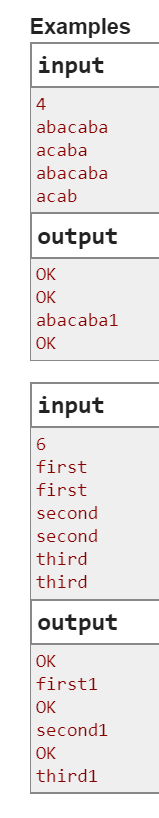 Examples
input
4
abacaba
acaba
abacaba
acab
output
OK
OK
abacaba1
OK
input
6
first
first
second
second
third
third
output
OK
first1
OK
second1
OK
third1